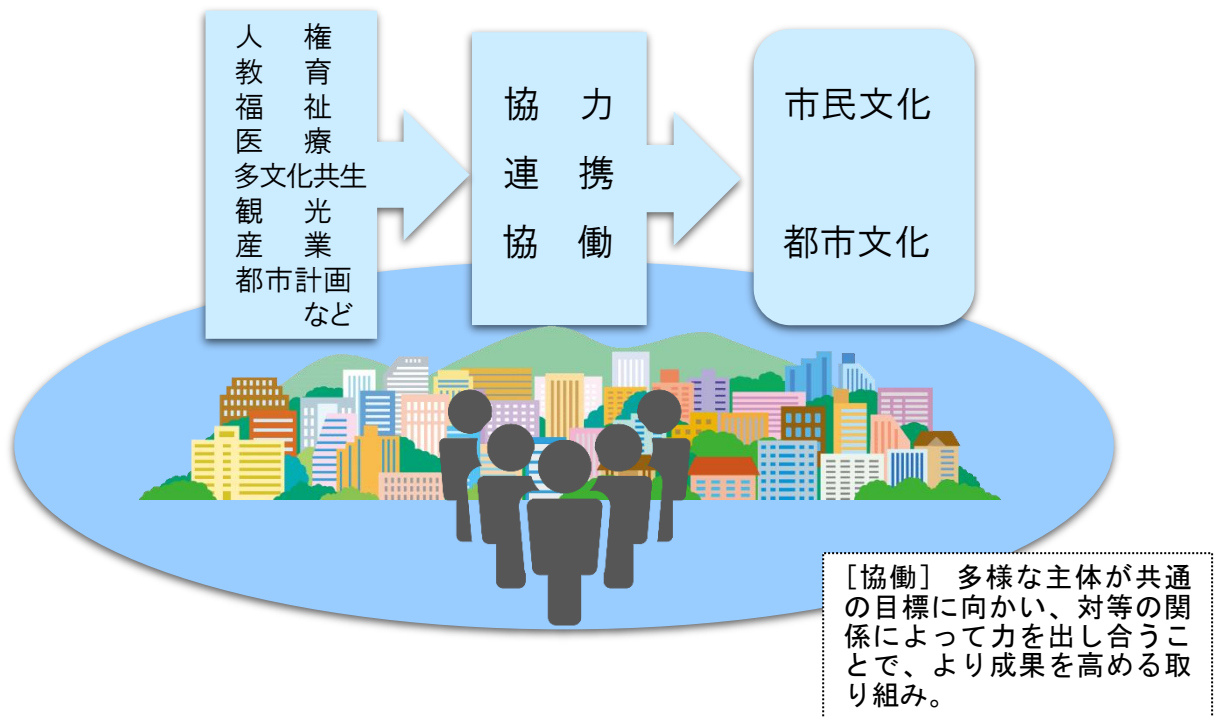 人　権
教　育
福　祉
医　療
多文化共生
観　光
産　業
都市計画
など
協　力
連　携
協　働
市民文化
都市文化
［協働］ 多様な主体が共通
の目標に向かい、対等の関
係によって力を出し合うこ
とで、より成果を高める取
り組み。